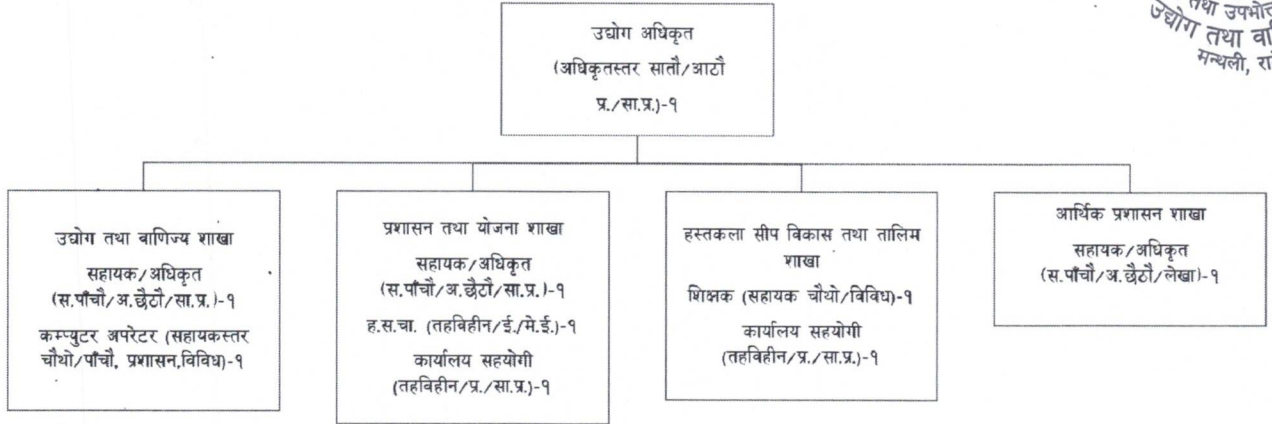 तथा
उद्योग तथा
मन्थली,
उद्योग अधिकृत
(अधिकृतस्तर सातौ/आठौ
प्र./सा.प्र.)-१
उद्योग तथा वाणिज्य शाखा
सहायक/अधिकृत
(स.पाँचौ/अ.छैटौ/सा.प्र.)-१
कम्प्युटर अपरेटर (सहायकस्तर
चौथो/पाँचौ, प्रशासन,विविध)-१
प्रशासन तथा योजना शाखा
सहायक/अधिकृत
(स.पाँचौ/अ.छैटौ/सा.प्र.)-१
ह.स.चा. (तहविहीन/ई./मे.ई.)-१
कार्यालय सहयोगी
(तहविहीन/प्र./सा.प्र.)-१
हस्तकला सीप विकास तथा तालिम
शाखा
शिक्षक (सहायक चौथो/विविध)-१
कार्यालय सहयोगी
(तहविहीन/प्र./सा.प्र.)-१
आर्थिक प्रशासन शाखा
सहायक/अधिकृत
(स.पाँचौ/अ.छैटौ/लेखा)-१